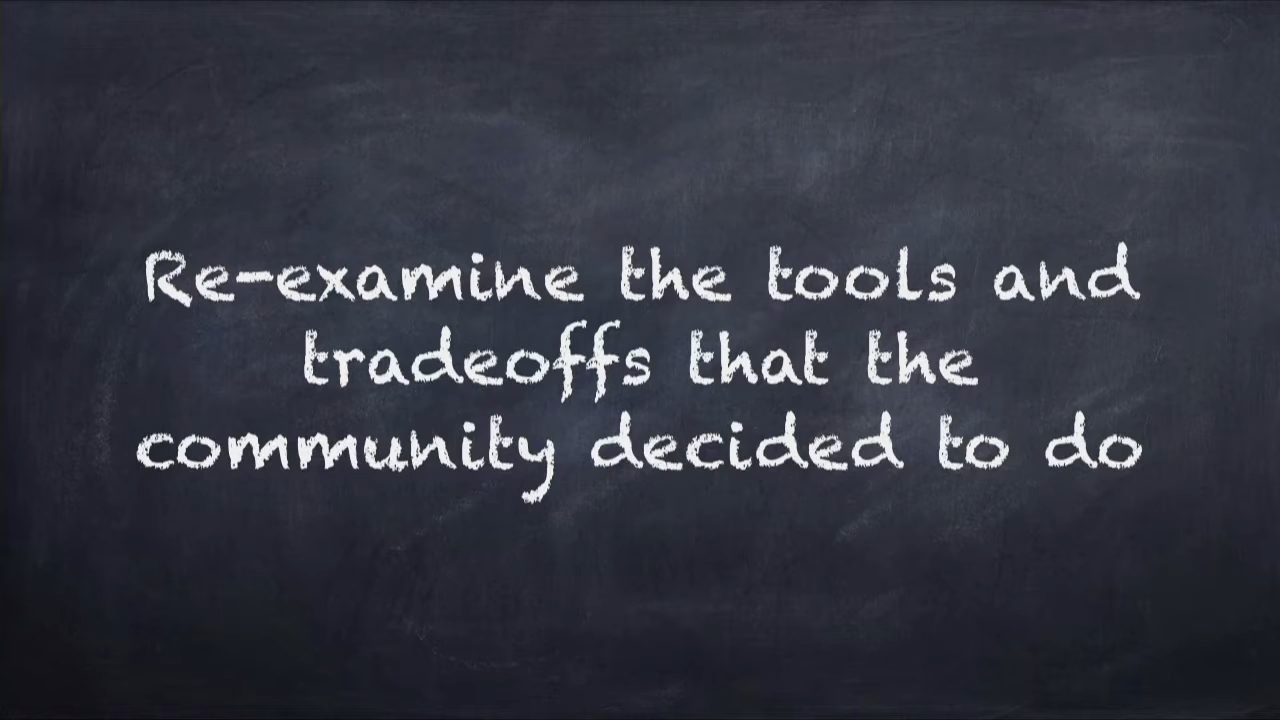 Re-examine the tools and
tradeoffs that the
community decided to do